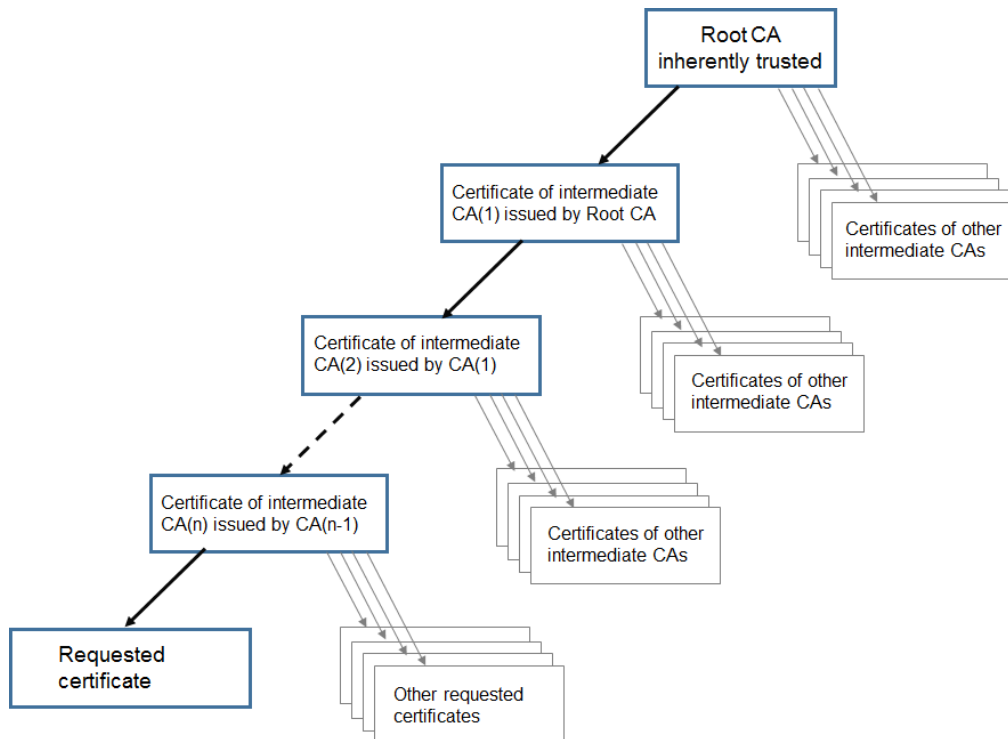 Root CA
inherently trusted
Certificate of intermediate
CA(1) issued by Root CA
Certificates of other
intermediate CAs
Certificate of intermediate
CA(2) issued by CA(1)
Certificates of other
intermediate CAs
Certificate of intermediate
CA(n) issued by CA(n-1)
Certificates of other
intermediate CAs
Requested
certificate
Other requested
certificates